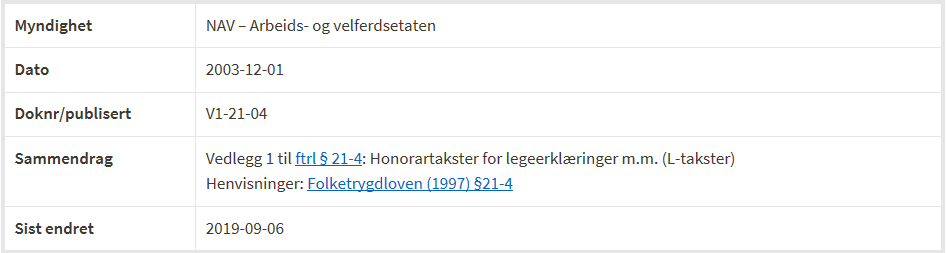 Myndighet NAV – Arbeids- og velferdsetaten
Dato 2003-12-01
Doknr/publisert V1-21-04
Sammendrag Vedlegg 1 til ftrl § 21-4: Honorartakster for legeerklæringer m.m. (L-takster)
Henvisninger: Folketrygdloven (1997) §21-4
Sist endret 2019-09-06